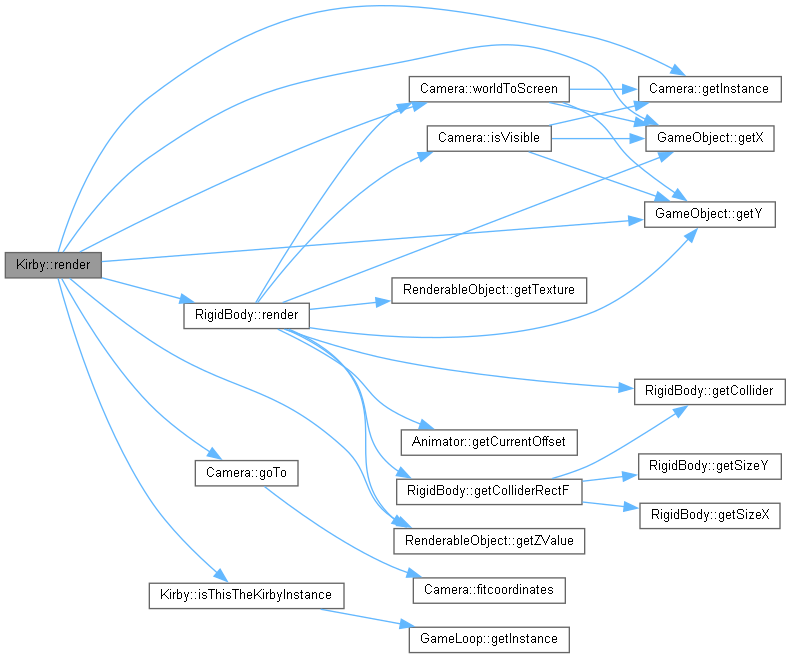 Camera::worldToScreen
Camera::getInstance
Camera::isVisible
GameObject::getX
GameObject::getY
Kirby::render
RenderableObject::getTexture
RigidBody::render
RigidBody::getCollider
Animator::getCurrentOffset
Camera::goTo
RigidBody::getSizeY
RigidBody::getColliderRectF
RigidBody::getSizeX
RenderableObject::getZValue
Camera::fitcoordinates
Kirby::isThisTheKirbyInstance
GameLoop::getInstance